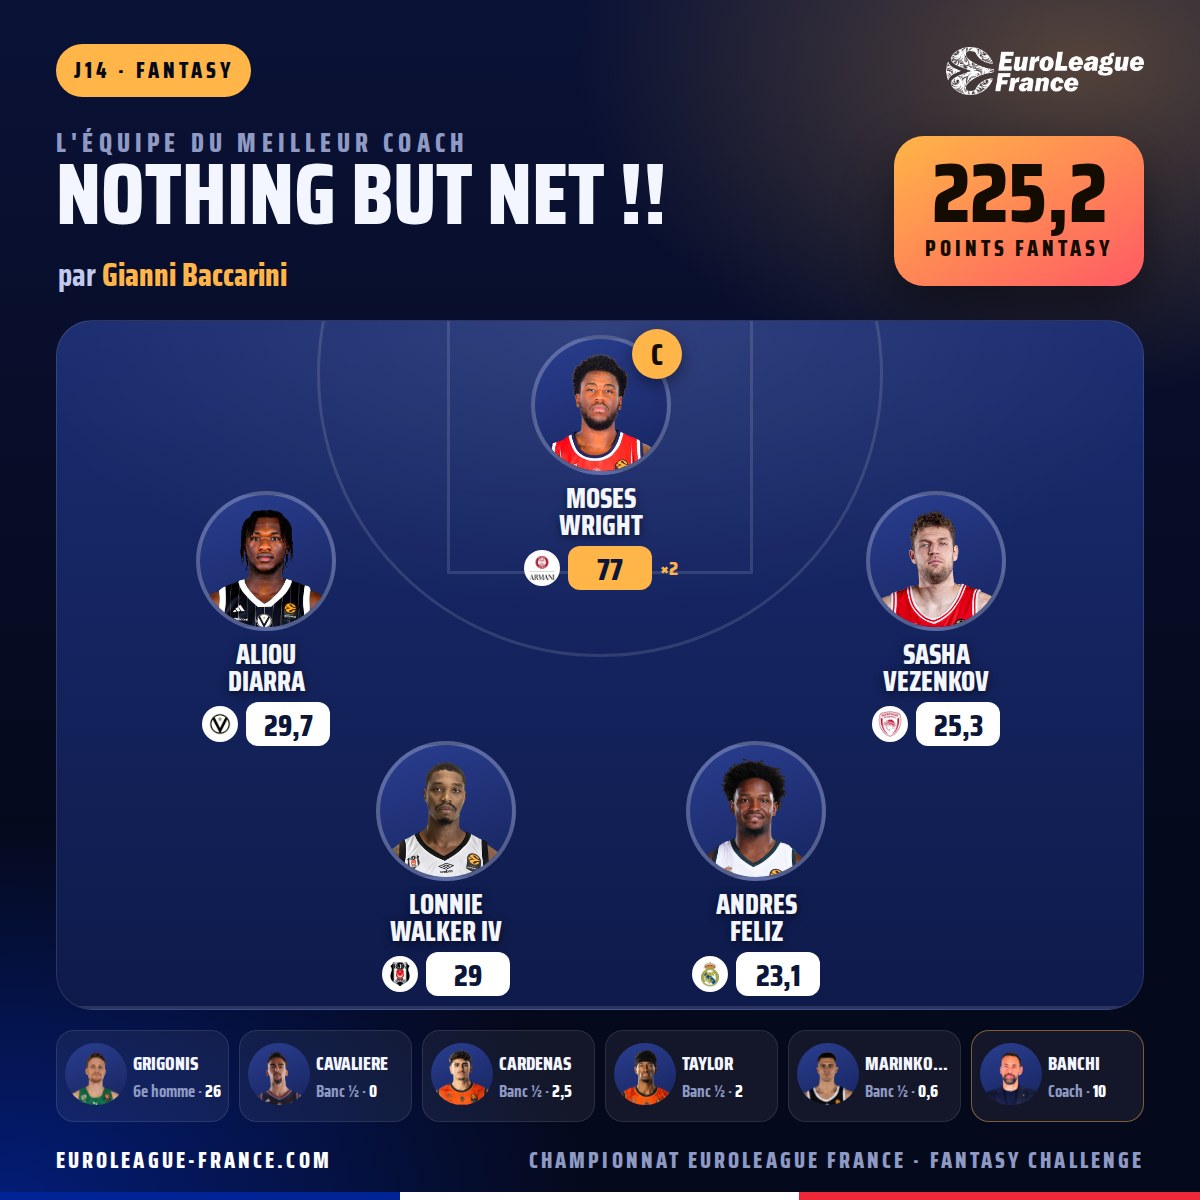 J14 · FANTASY
EuroLeague
France
L'ÉQUIPE DU MEILLEUR COACH
NOTHING BUT NET !!
par Gianni Baccarini
225,2
POINTS FANTASY
C
MOSES
WRIGHT
ARMANI
77 ×2
ALIOU
DIARRA
29,7
SASHA
VEZENKOV
25,3
LONNIE
WALKER IV
29
ANDRES
FELIZ
23,1
GRIGONIS
6e homme · 26
CAVALIERE
Banc ½ · 0
CARDENAS
Banc ½ · 2,5
TAYLOR
Banc ½ · 2
MARINKO...
Banc ½ · 0,6
BANCHI
Coach · 10
EUROLEAGUE-FRANCE.COM
CHAMPIONNAT EUROLEAGUE FRANCE · FANTASY CHALLENGE